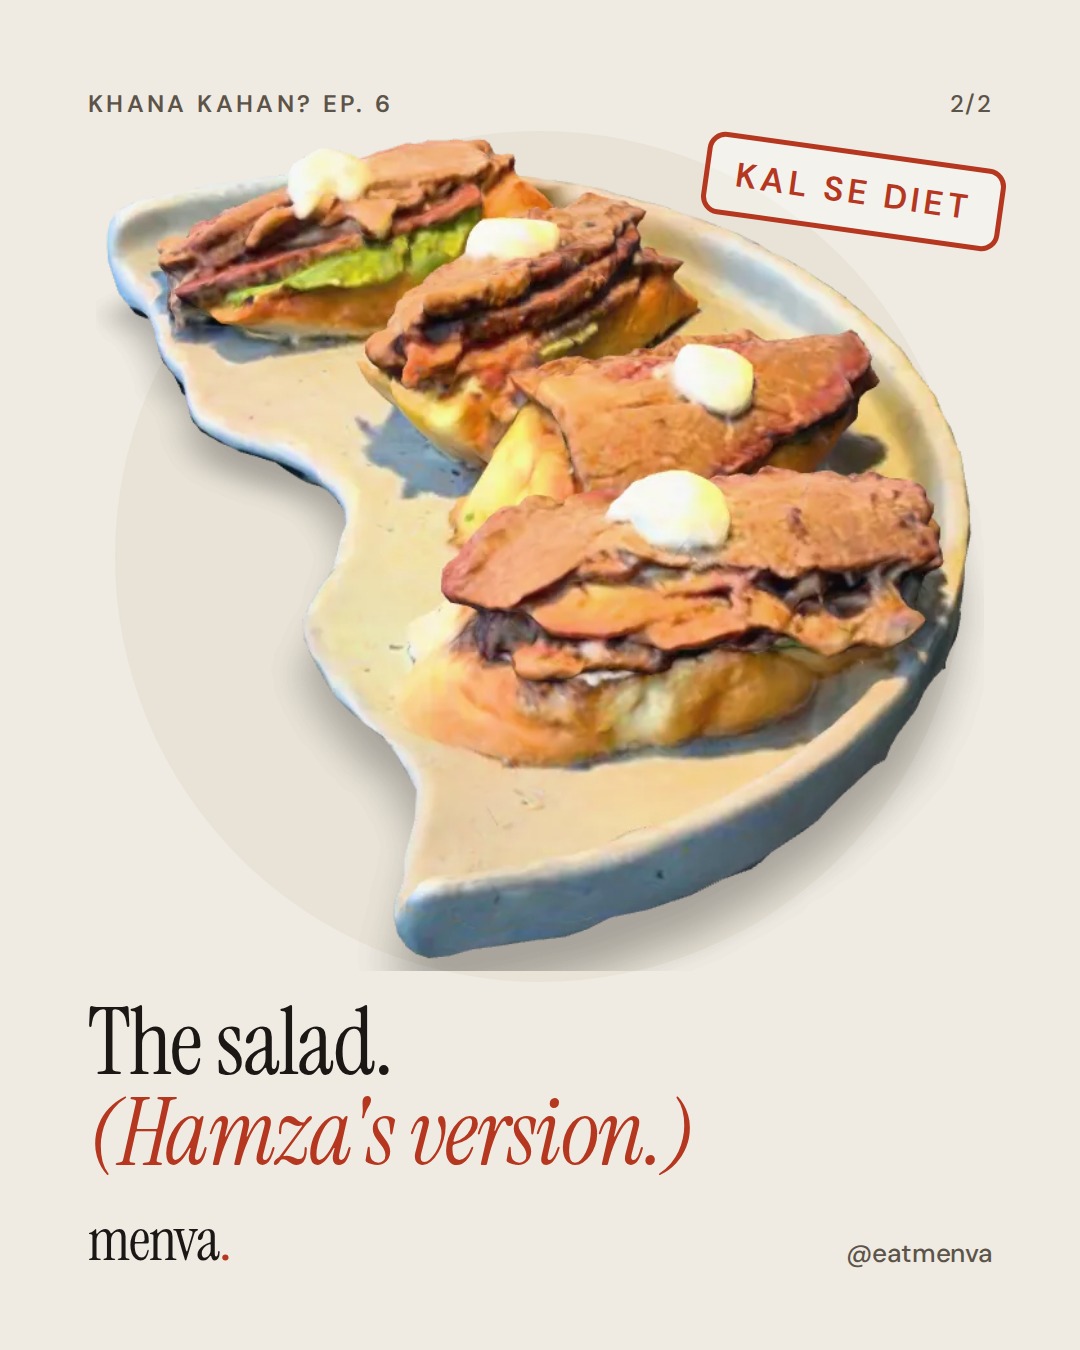 KHANA KAHAN? EP. 6
2/2
KAL SE DIET
The salad.
(Hamza's version.)
menva.
@eatmenva